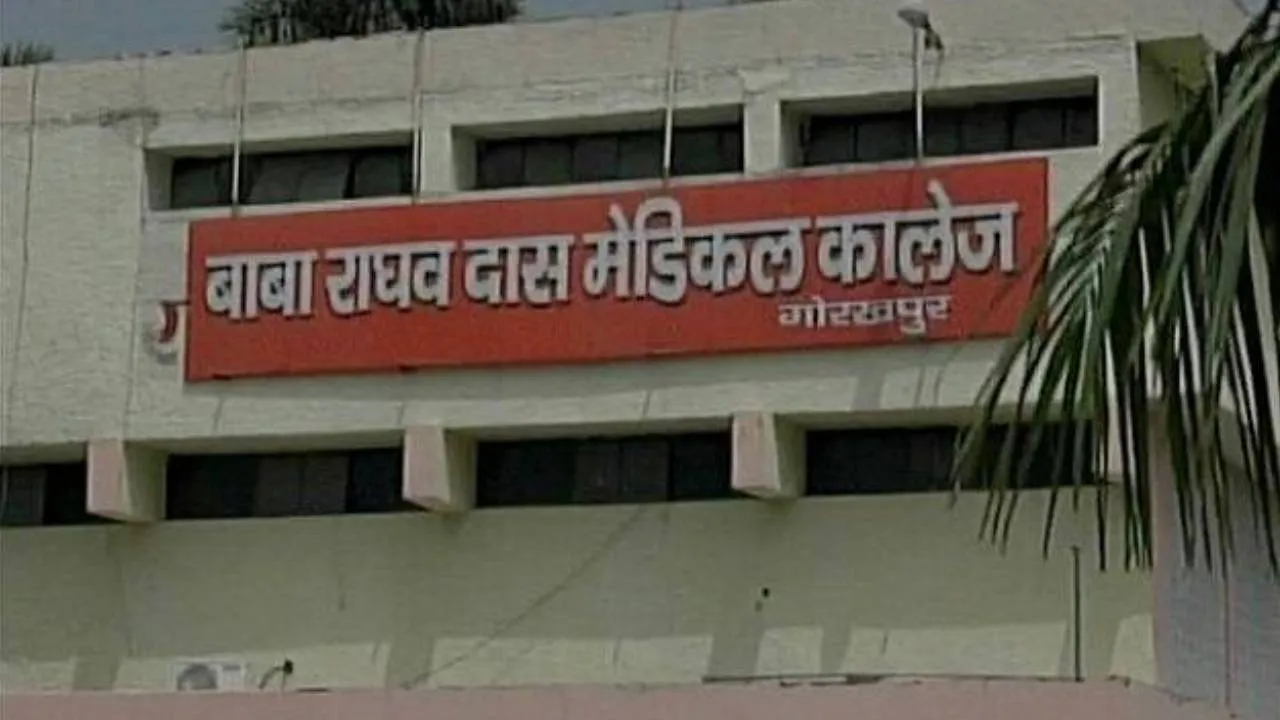 बाबा राघव दास मेडिकल कालेज
गोरखपुर